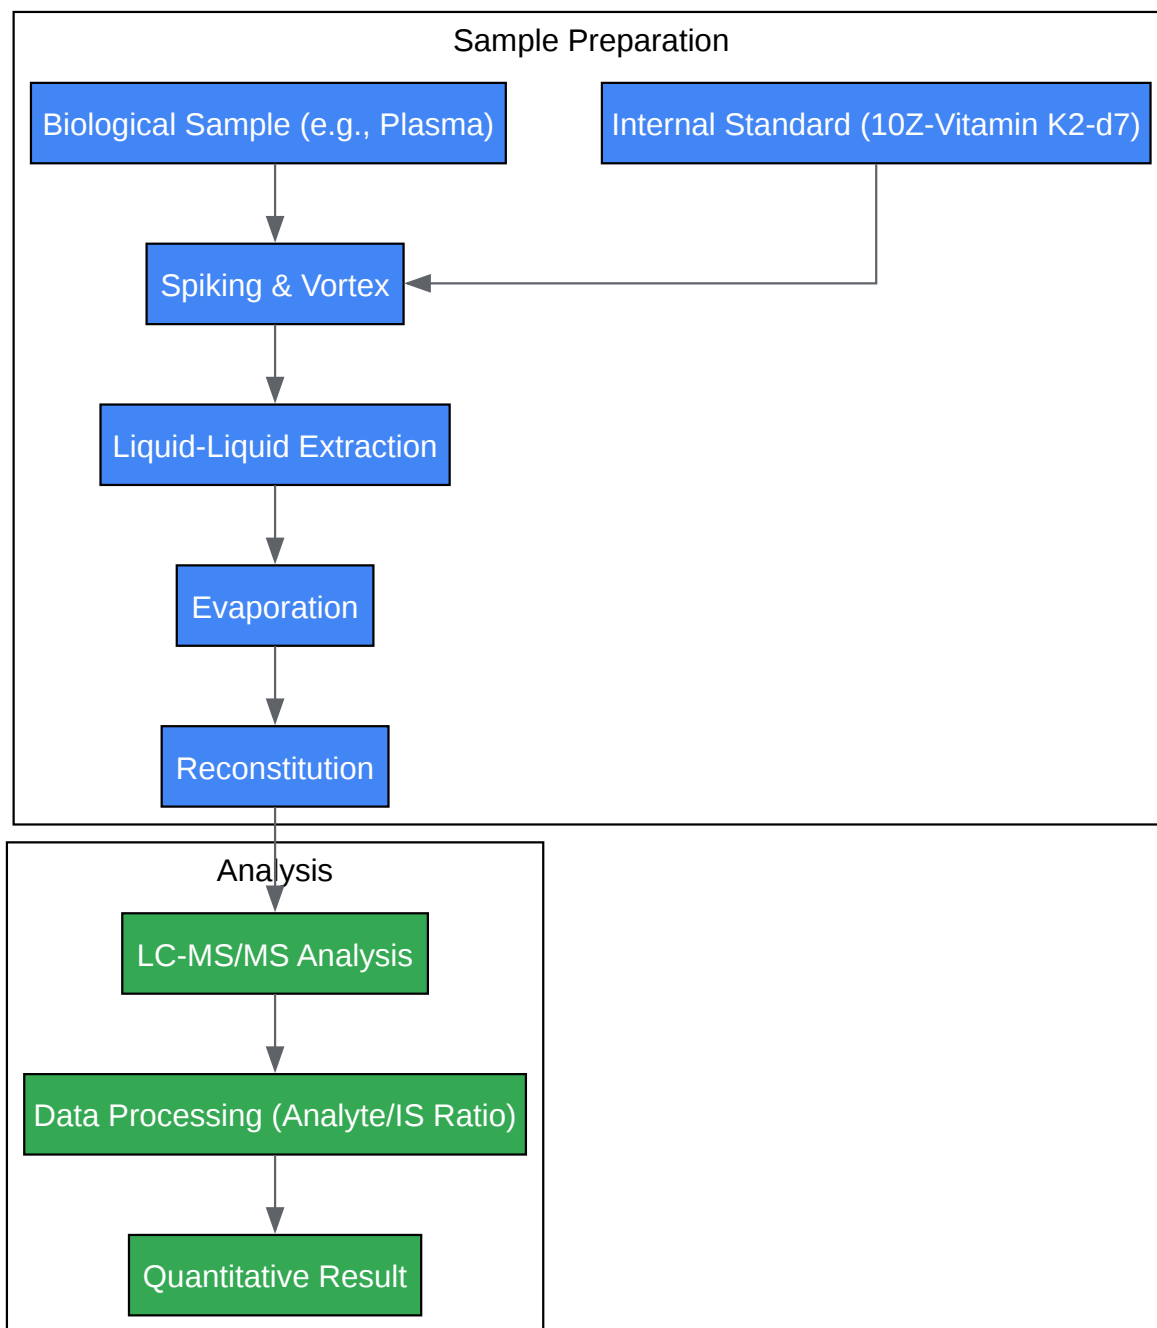 Sample Preparation
Biological Sample (e.g., Plasma)
Internal Standard (10Z-Vitamin K2-d7)
Spiking & Vortex
Liquid-Liquid Extraction
Evaporation
Reconstitution
Analysis
LC-MS/MS Analysis
Data Processing (Analyte/IS Ratio)
Quantitative Result